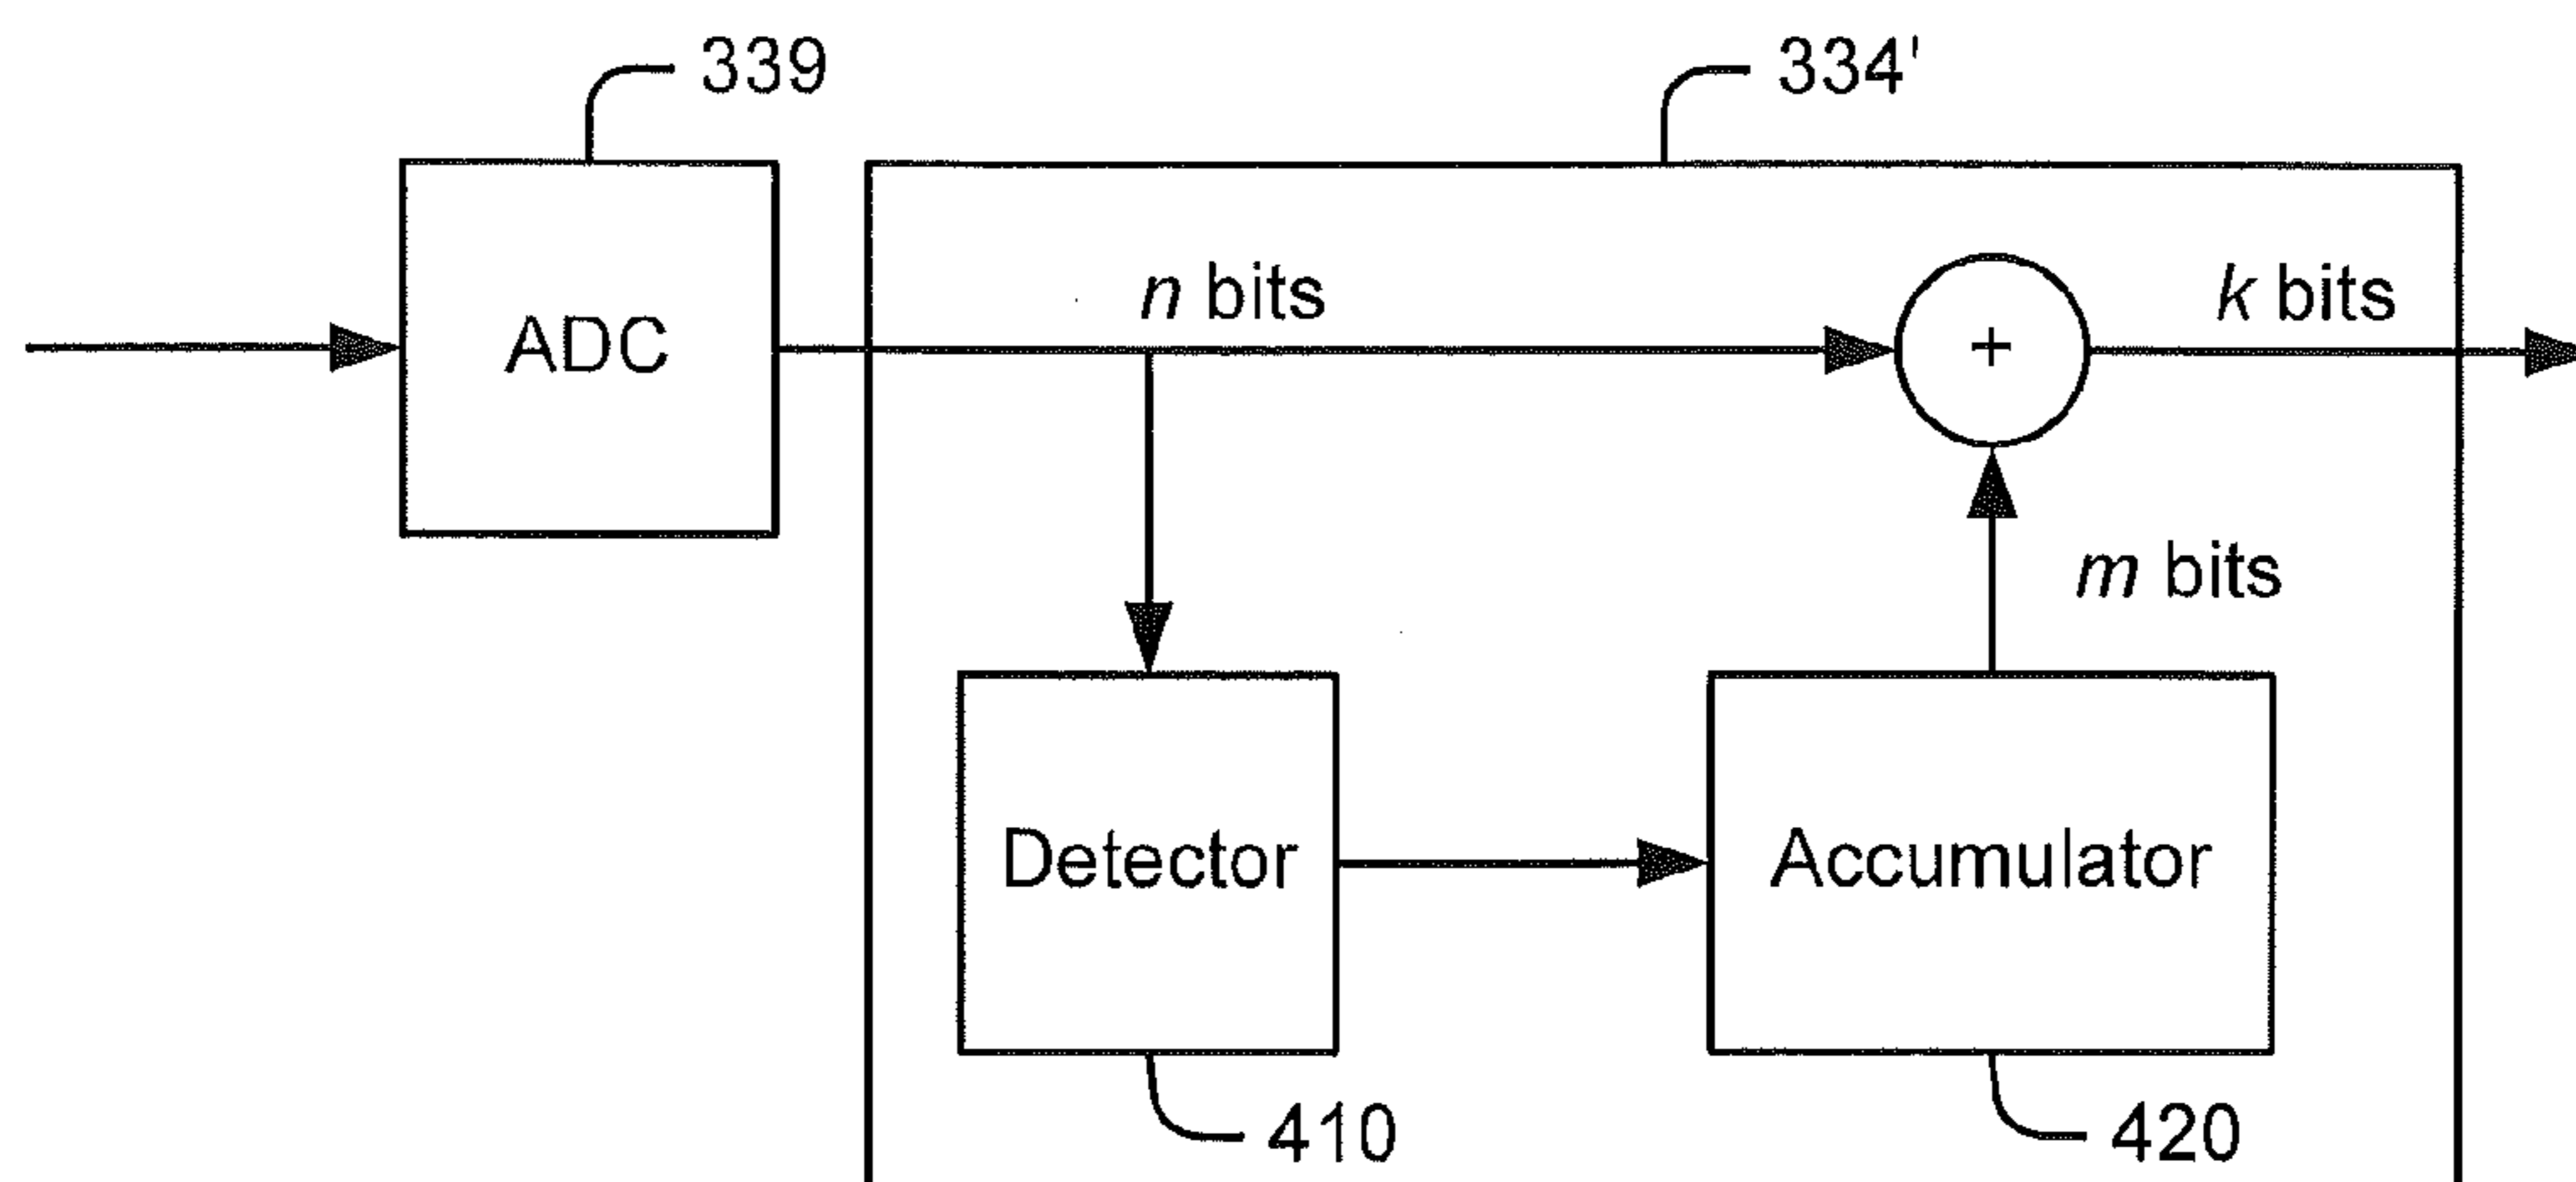 339
334'
ADC
n bits
+
k bits
m bits
Detector
Accumulator
410
420